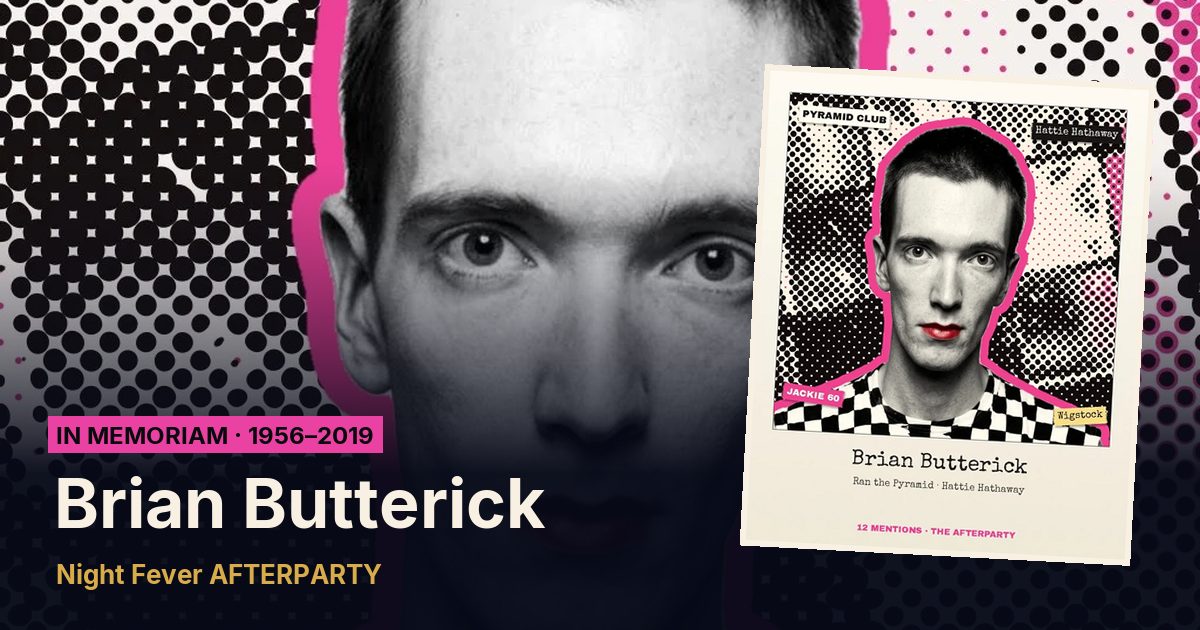 IN MEMORIAM · 1956–2019
Brian Butterick
Night Fever AFTERPARTY
PYRAMID CLUB
Hattie Hathaway
JACKIE 60
Wigstock
Brian Butterick
Ran the Pyramid · Hattie Hathaway
12 MENTIONS · THE AFTERPARTY